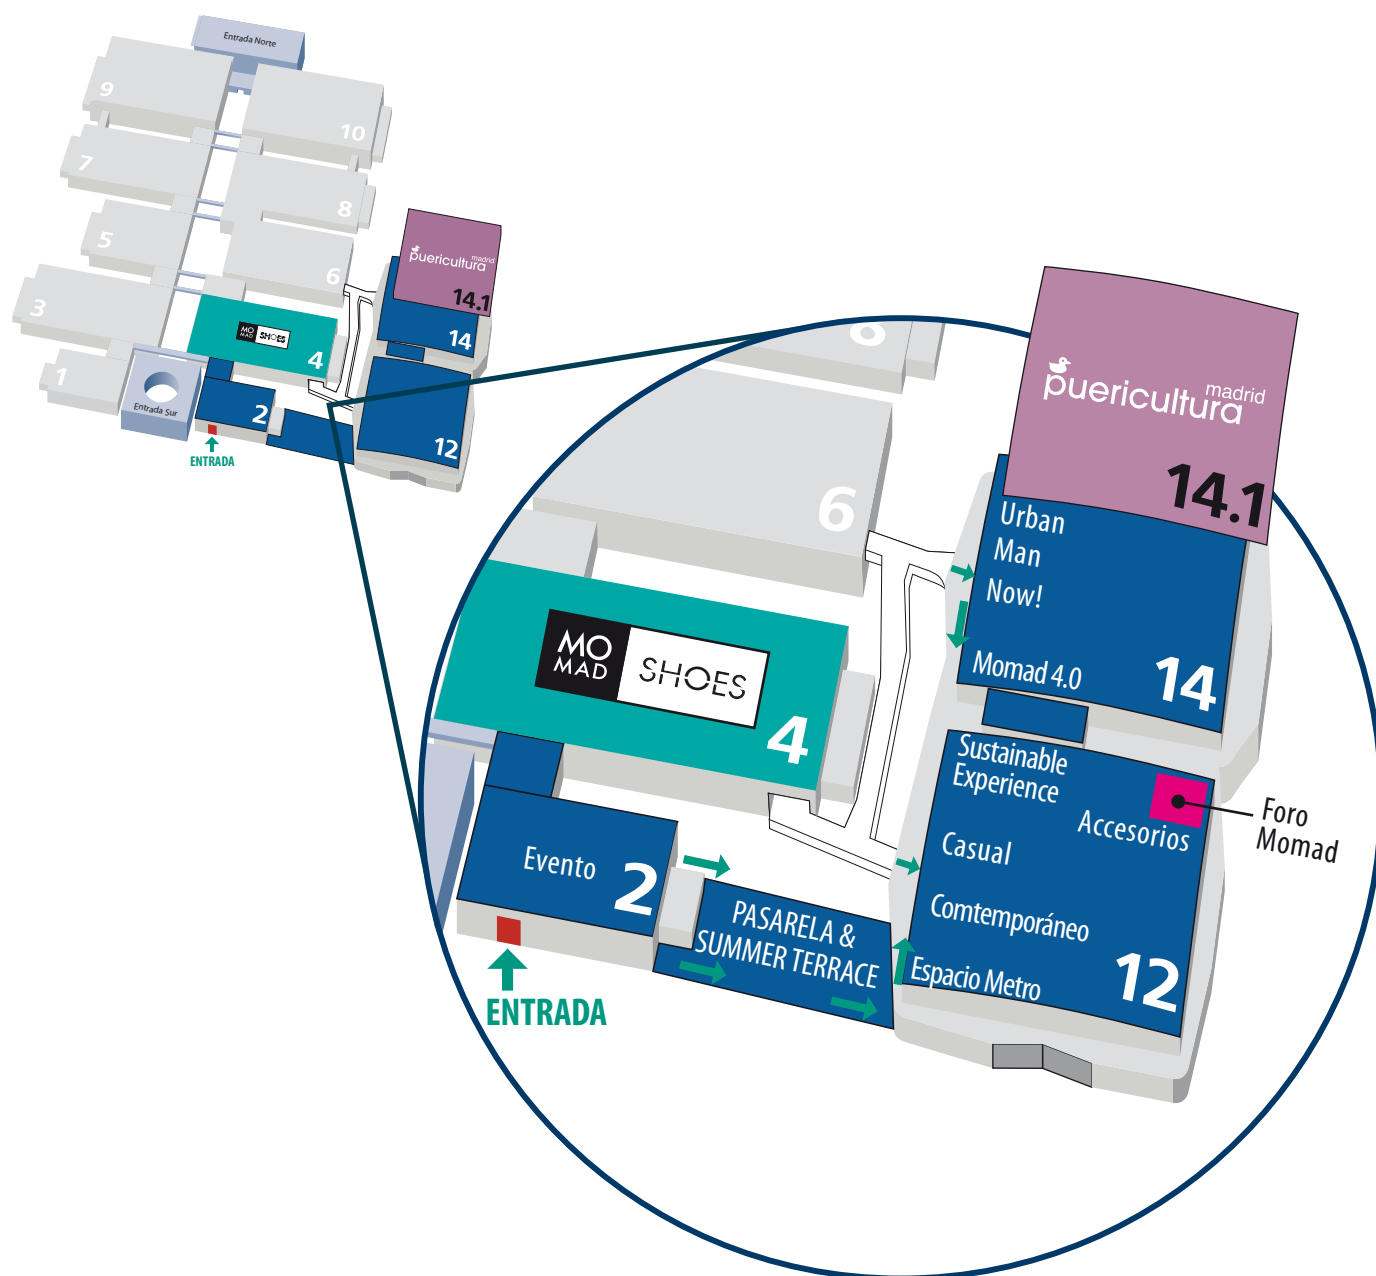 Entrada Norte
9
10
7
8
5
6
3
MO
MAD
SHOES
4
1
Entrada Sur
2
ENTRADA
puericultura
madrid
14.1
14
12
6
6
puericultura
madrid
14.1
Urban
Man
Now!
Momad 4.0
14
MO
MAD
SHOES
4
Sustainable
Experience
Accesorios
Foro
Momad
Casual
Comtemporáneo
Espacio Metro
12
Evento
2
PASARELA &
SUMMER TERRACE
ENTRADA